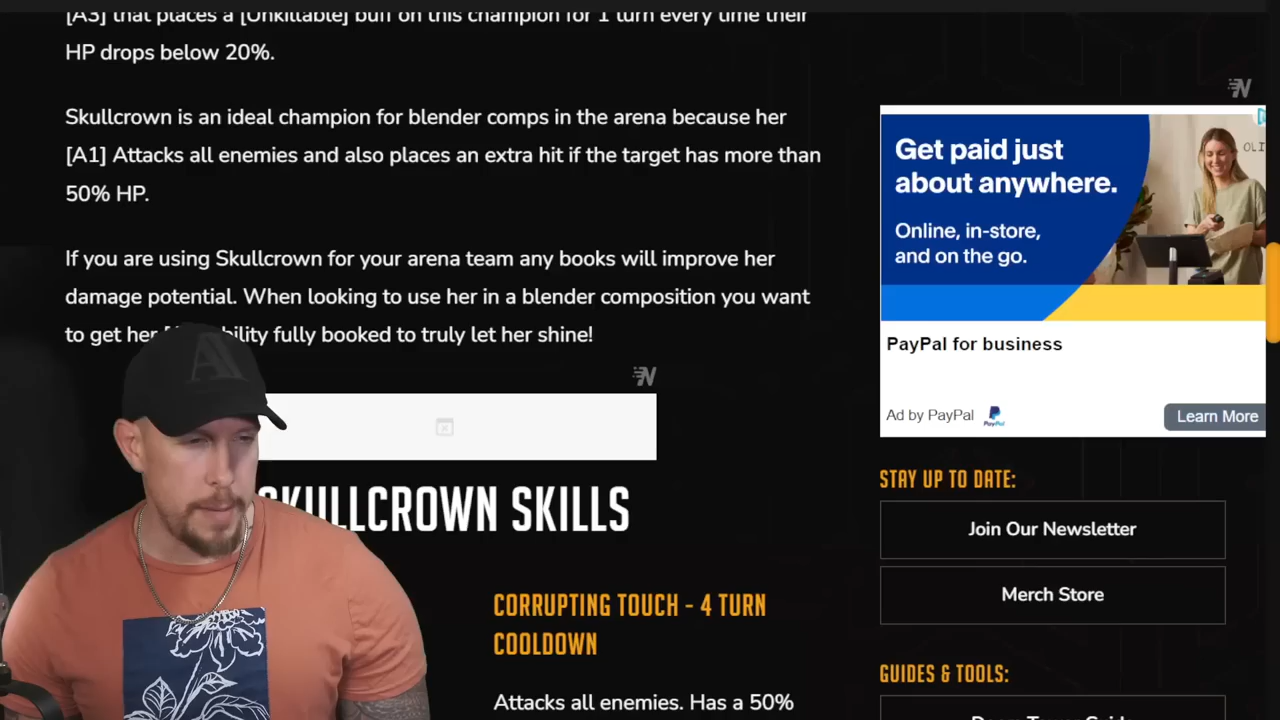 [A3] that places a [Unkillable] buff on this champion for 1 turn every time their
HP drops below 20%.
Skullcrown is an ideal champion for blender comps in the arena because her
[A1] Attacks all enemies and also places an extra hit if the target has more than
50% HP.
If you are using Skullcrown for your arena team any books will improve her
damage potential. When looking to use her in a blender composition you want
to get her fully booked to truly let her shine!
SKULLCROWN SKILLS
CORRUPTING TOUCH - 4 TURN
COOLDOWN
Attacks all enemies. Has a 50%
Get paid just
about anywhere.
Online, in-store,
and on the go.
PayPal for business
Ad by PayPal
PayPal
Learn More
STAY UP TO DATE:
Join Our Newsletter
Merch Store
GUIDES & TOOLS: